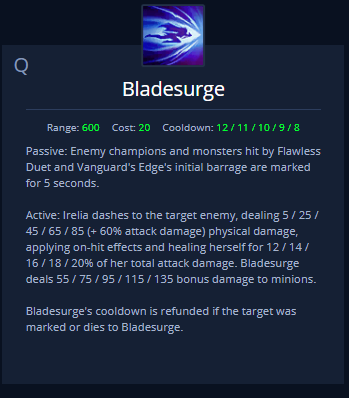 Q
Bladesurge
Range: 600 Cost: 20 Cooldown: 12 / 11 / 10 / 9 / 8
Passive: Enemy champions and monsters hit by Flawless
Duet and Vanguard's Edge's initial barrage are marked
for 5 seconds.
Active: Irelia dashes to the target enemy, dealing 5 / 25 /
45 / 65 / 85 (+ 60% attack damage) physical damage,
applying on-hit effects and healing herself for 12 / 14 /
16 / 18 / 20% of her total attack damage. Bladesurge
deals 55 / 75 / 95 / 115 / 135 bonus damage to minions.
Bladesurge's cooldown is refunded if the target was
marked or dies to Bladesurge.